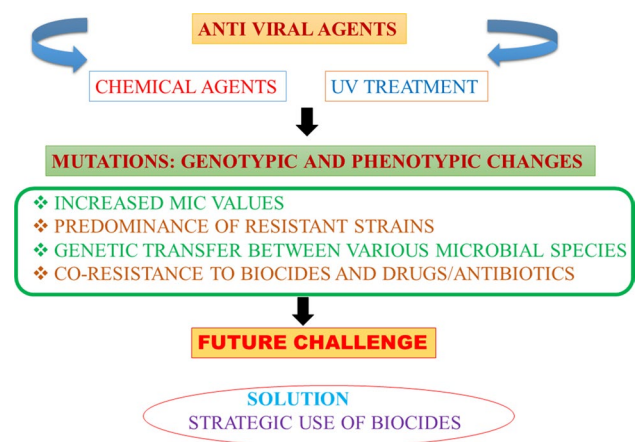 ANTI VIRAL AGENTS
CHEMICAL AGENTS
UV TREATMENT
MUTATIONS: GENOTYPIC AND PHENOTYPIC CHANGES
❖ INCREASED MIC VALUES
❖ PREDOMINANCE OF RESISTANT STRAINS
❖ GENETIC TRANSFER BETWEEN VARIOUS MICROBIAL SPECIES
❖ CO-RESISTANCE TO BIOCIDES AND DRUGS/ANTIBIOTICS
FUTURE CHALLENGE
SOLUTION
STRATEGIC USE OF BIOCIDES